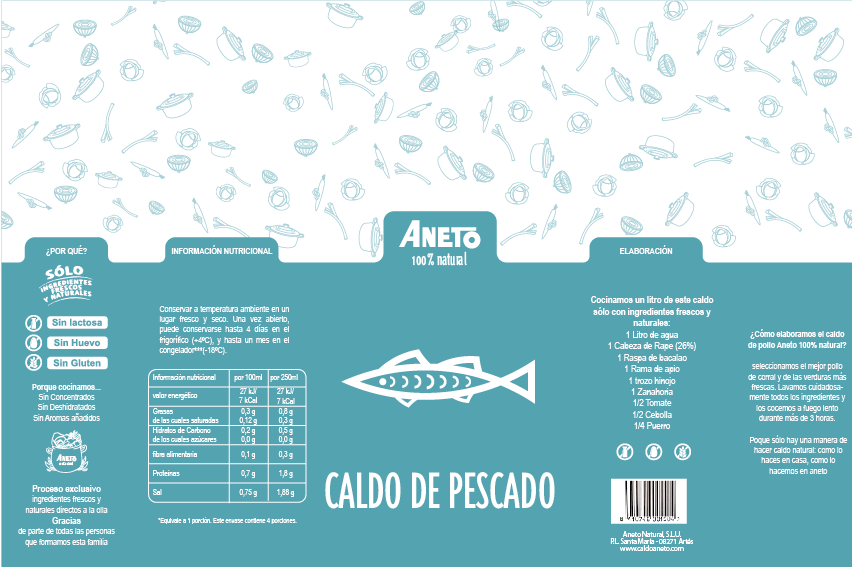 ¿POR QUÉ?
SÓLO
INGREDIENTES
FRESCOS
Y NATURALES
Sin lactosa
Sin Huevo
Sin Gluten
Porque cocinamos...
Sin Concentrados
Sin Deshidratados
Sin Aromas añadidos
ANETO
Proceso exclusivo
ingredientes frescos y
naturales directos a la olla
Gracias
de parte de todas las personas
que formamos esta familia
INFORMACIÓN NUTRICIONAL
Conservar a temperatura ambiente en un
lugar fresco y seco. Una vez abierto,
puede conservarse hasta 4 días en el
frigorífico (+4ºC), y hasta un mes en el
congelador***(-18ºC).
Información nutricional por 100ml por 250ml
valor energético 27 kJ/ 27 kJ/
7 kCal 7 kCal
Grasas 0,3 g 0,8 g
de las cuales saturadas 0,12 g 0,3 g
Hidratos de Carbono 0,2 g 0,5 g
de los cuales azúcares 0,0 g 0,0 g
fibra alimentaria 0,1 g 0,3 g
Proteínas 0,7 g 1,8 g
Sal 0,75 g 1,88 g
*Equivale a 1 porción. Este envase contiene 4 porciones.
ANETO
100% natural
CALDO DE PESCADO
ELABORACIÓN
Cocinamos un litro de este caldo
sólo con ingredientes frescos y
naturales:
1 Litro de agua
1 Cabeza de Rape (26%)
1 Raspa de bacalao
1 Rama de apio
1 trozo hinojo
1 Zanahoria
1/2 Tomate
1/2 Cebolla
1/4 Puerro
Aneto Natural, S.L.U.
P.L. Santa Maria - 08271 Artés
www.caldoaneto.com
¿Cómo elaboramos el caldo
de pollo Aneto 100% natural?
seleccionamos el mejor pollo
de corral y de las verduras más
frescas. Lavamos cuidadosa-
mente todos los ingredientes y
los cocemos a fuego lento
durante más de 3 horas.
Poque sólo hay una manera de
hacer caldo natural: como lo
haces en casa, como lo
hacemos en aneto